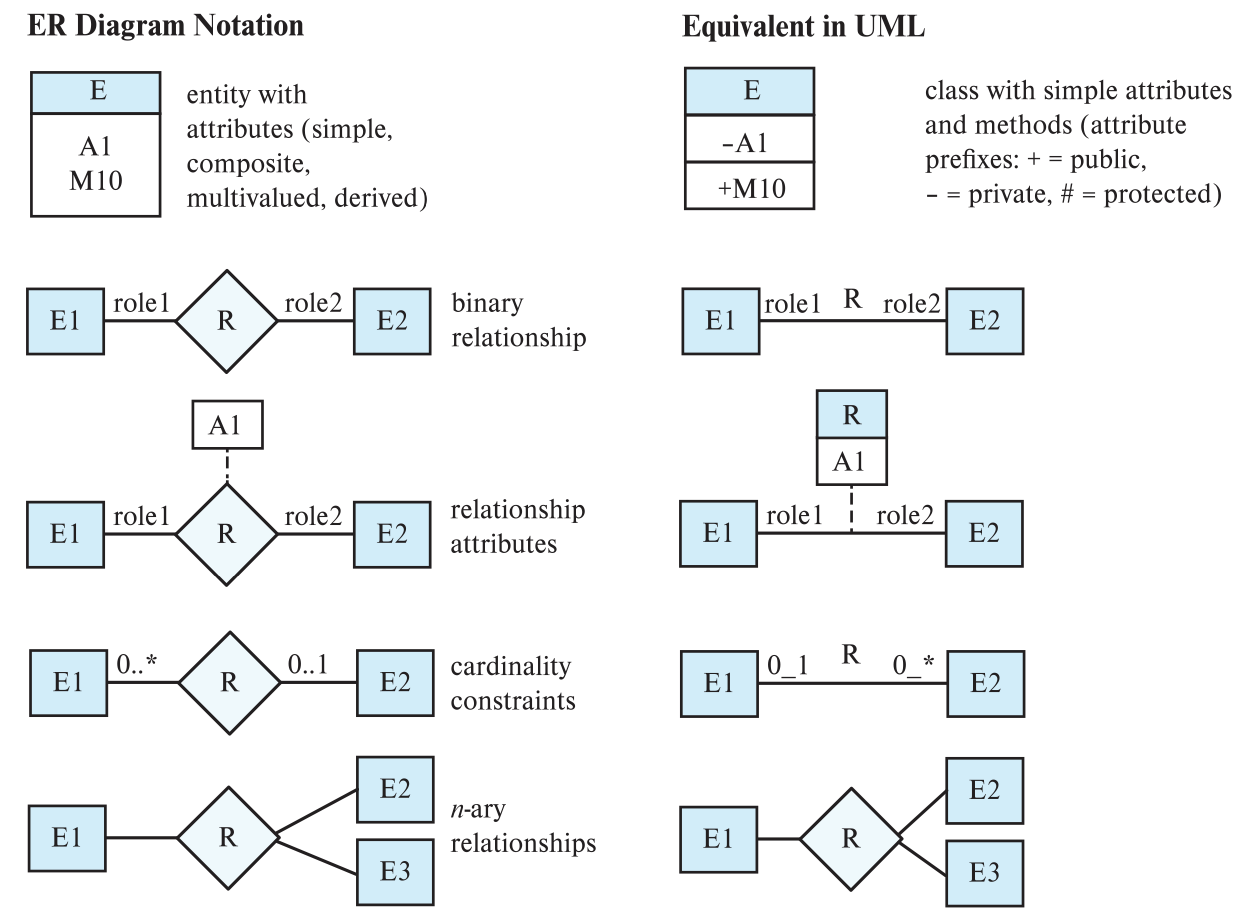 ER Diagram Notation
Equivalent in UML
E
A1
M10
entity with
attributes (simple,
composite,
multivalued, derived)
E
–A1
+M10
class with simple attributes
and methods (attribute
prefixes: + = public,
– = private, # = protected)
E1 role1 R role2 E2
binary
relationship
E1 role1 R role2 E2
A1
E1 role1 R role2 E2
relationship
attributes
R
A1
E1 role1 role2 E2
E1 0..* R 0..1 E2
cardinality
constraints
E1 0_1 R 0_* E2
E1 R E2
E3
n-ary
relationships
E1 R E2
E3